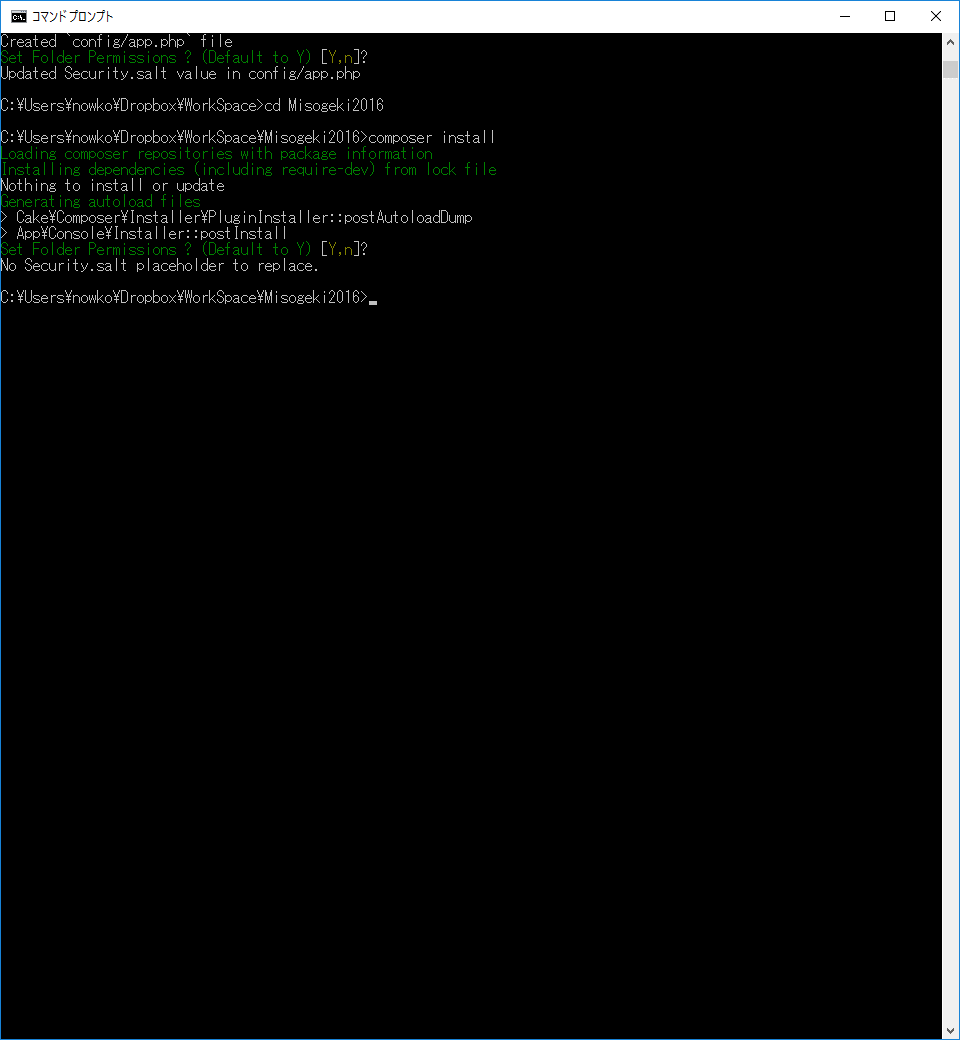 コマンド プロンプト
Created `config/app.php` file
Set Folder Permissions ? (Default to Y) [Y,n]?
Updated Security.salt value in config/app.php
C:¥Users¥nowko¥Dropbox¥WorkSpace>cd Misogeki2016
C:¥Users¥nowko¥Dropbox¥WorkSpace¥Misogeki2016>composer install
Loading composer repositories with package information
Installing dependencies (including require-dev) from lock file
Nothing to install or update
Generating autoload files
> Cake¥Composer¥Installer¥PluginInstaller::postAutoloadDump
> App¥Console¥Installer::postInstall
Set Folder Permissions ? (Default to Y) [Y,n]?
No Security.salt placeholder to replace.
C:¥Users¥nowko¥Dropbox¥WorkSpace¥Misogeki2016>